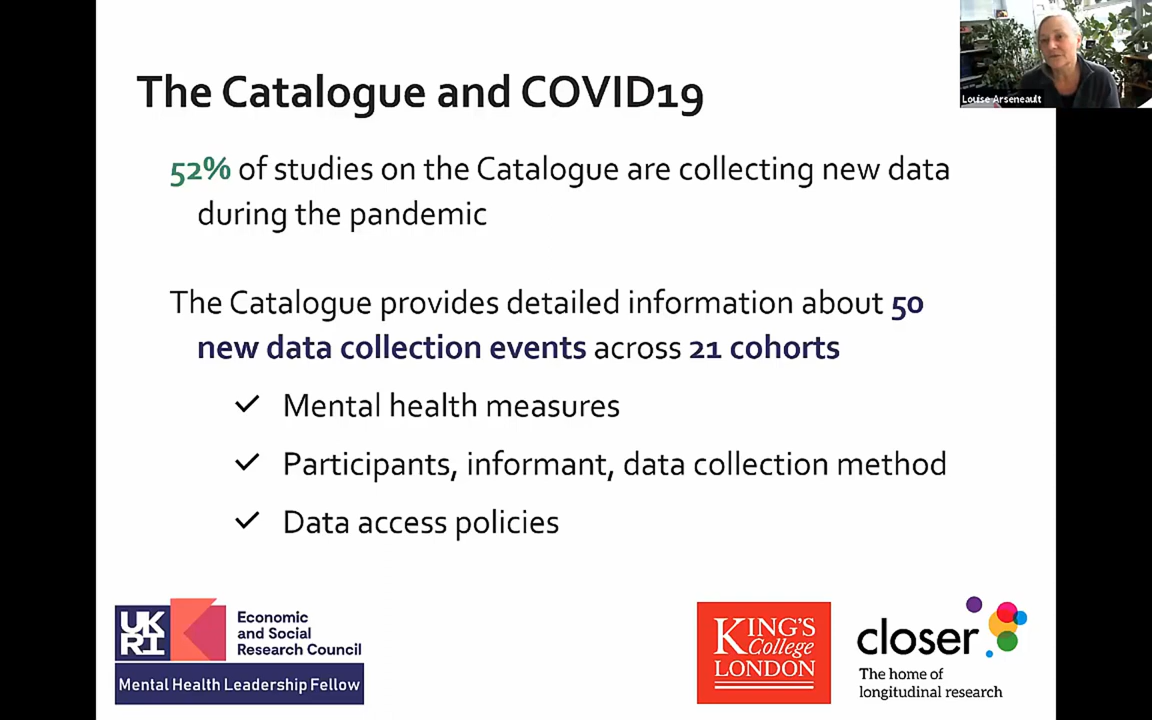 The Catalogue and COVID19
Louise Arseneault
52% of studies on the Catalogue are collecting new data
during the pandemic
The Catalogue provides detailed information about 50
new data collection events across 21 cohorts
✓ Mental health measures
✓ Participants, informant, data collection method
✓ Data access policies
UK
RI
Economic
and Social
Research Council
Mental Health Leadership Fellow
KING'S
College
LONDON
closer
The home of
longitudinal research